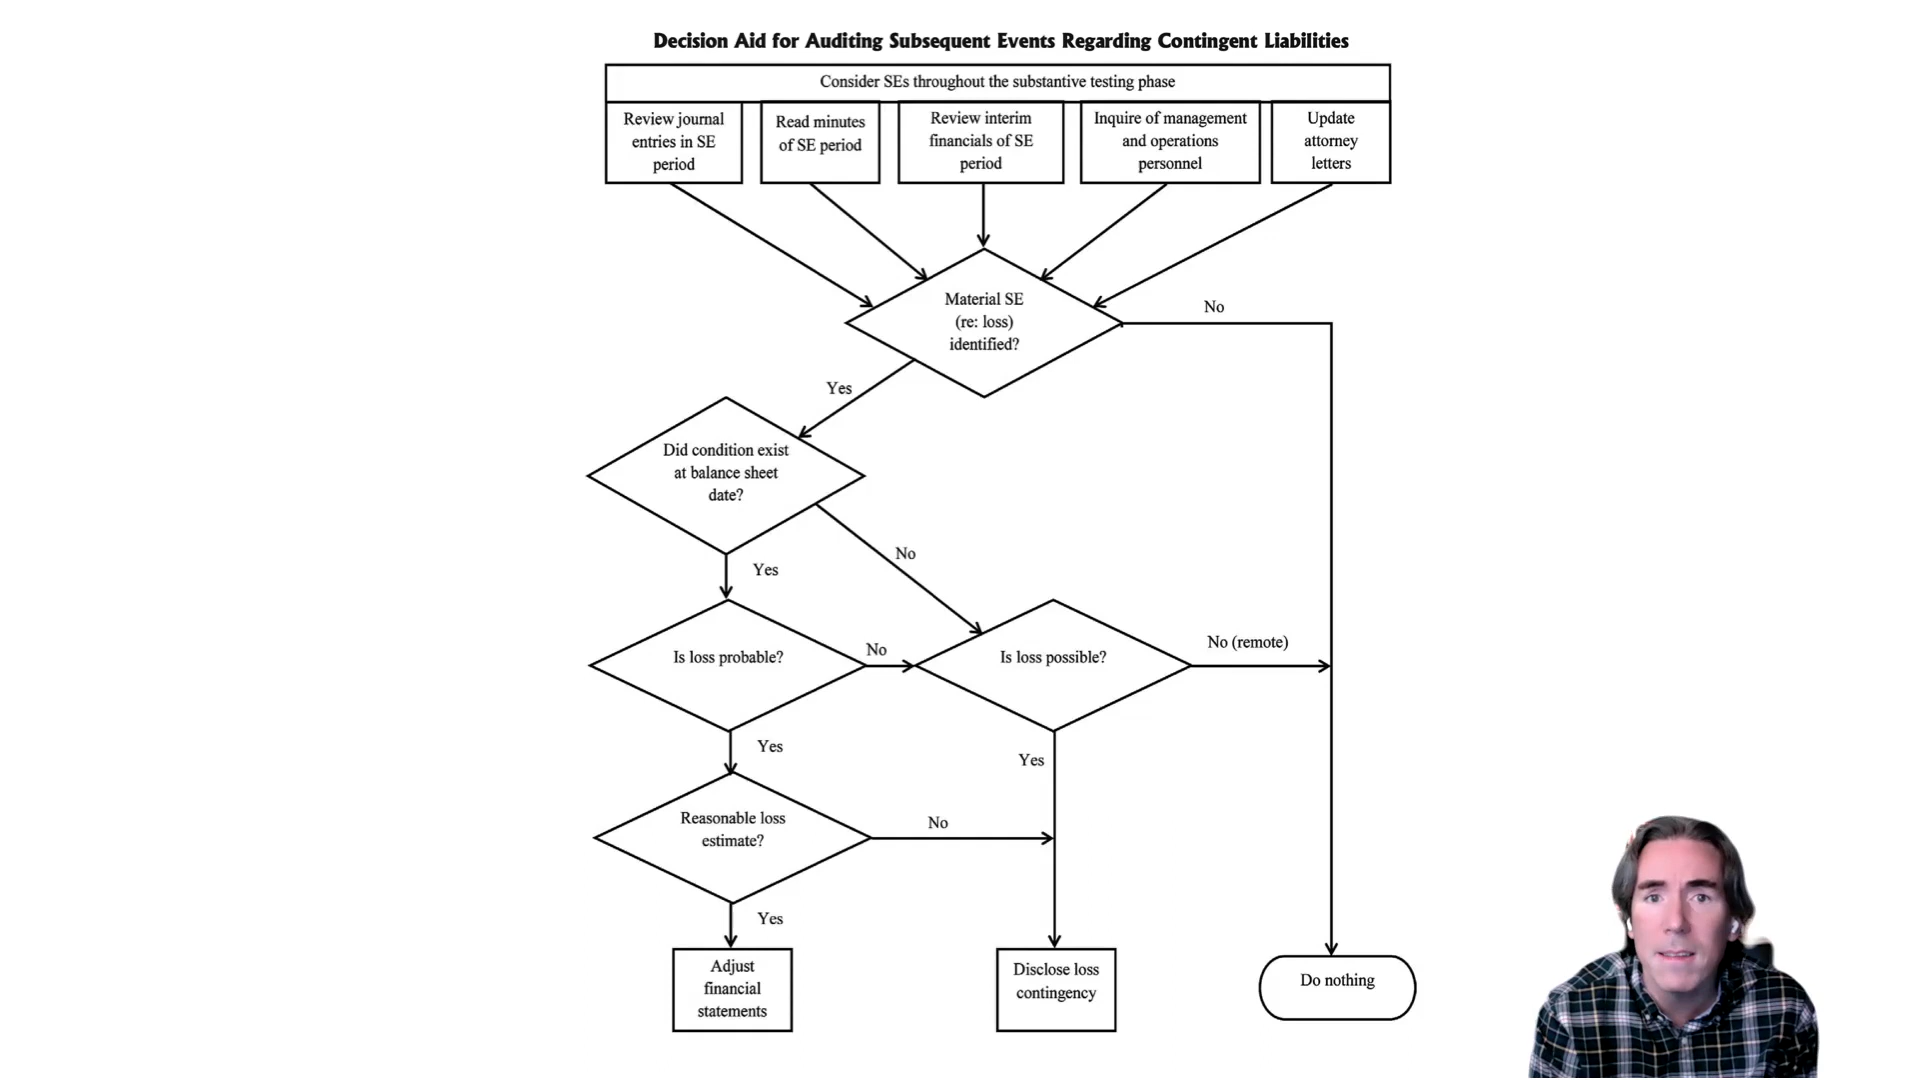 Decision Aid for Auditing Subsequent Events Regarding Contingent Liabilities
Consider SEs throughout the substantive testing phase
Review journal
entries in SE
period
Read minutes
of SE period
Review interim
financials of SE
period
Inquire of management
and operations
personnel
Update
attorney
letters
Material SE
(re: loss)
identified?
No
Yes
Did condition exist
at balance sheet
date?
No
Yes
Is loss probable?
No
Is loss possible?
No (remote)
Yes
Yes
Reasonable loss
estimate?
No
Yes
Adjust
financial
statements
Disclose loss
contingency
Do nothing